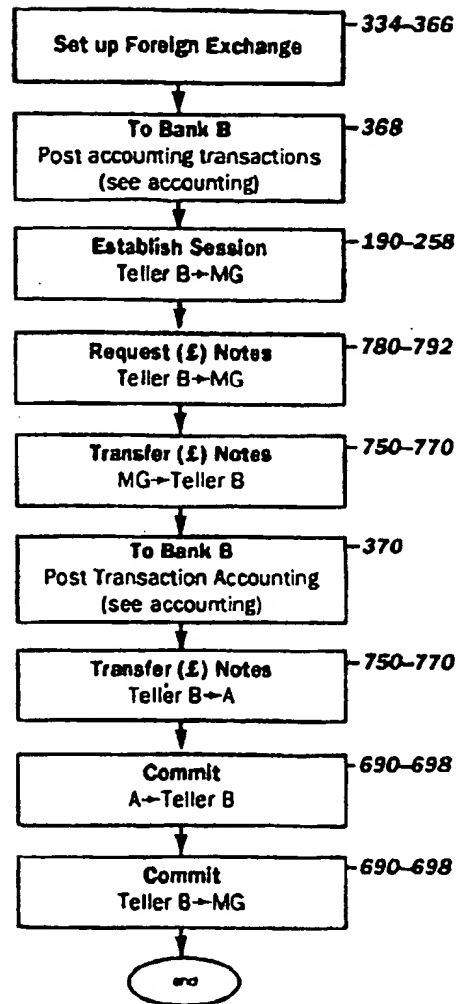 Set up Foreign Exchange
334–366
To Bank B
368
Post accounting transactions
(see accounting)
Establish Session
190–258
Teller B→MG
Request (£) Notes
780–792
Teller B→MG
Transfer (£) Notes
750–770
MG→Teller B
To Bank B
370
Post Transaction Accounting
(see accounting)
Transfer (£) Notes
750–770
Teller B→A
Commit
690–698
A→Teller B
Commit
690–698
Teller B→MG
end